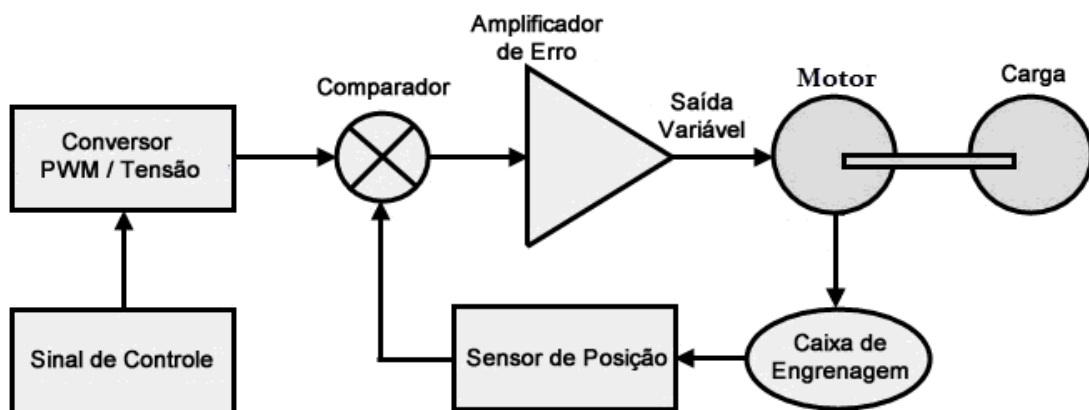 Amplificador
de Erro
Comparador
Saída
Variável
Motor
Carga
Conversor
PWM / Tensão
Sinal de Controle
Sensor de Posição
Caixa de
Engrenagem